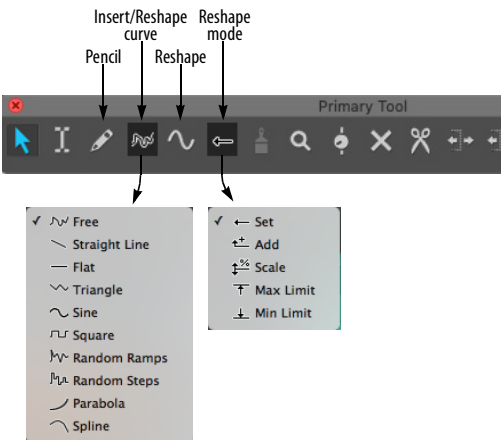 Insert/Reshape curve
Reshape mode
Pencil
Reshape
Primary Tool
Free
Straight Line
Flat
Triangle
Sine
Square
Random Ramps
Random Steps
Parabola
Spline
Set
Add
Scale
Max Limit
Min Limit